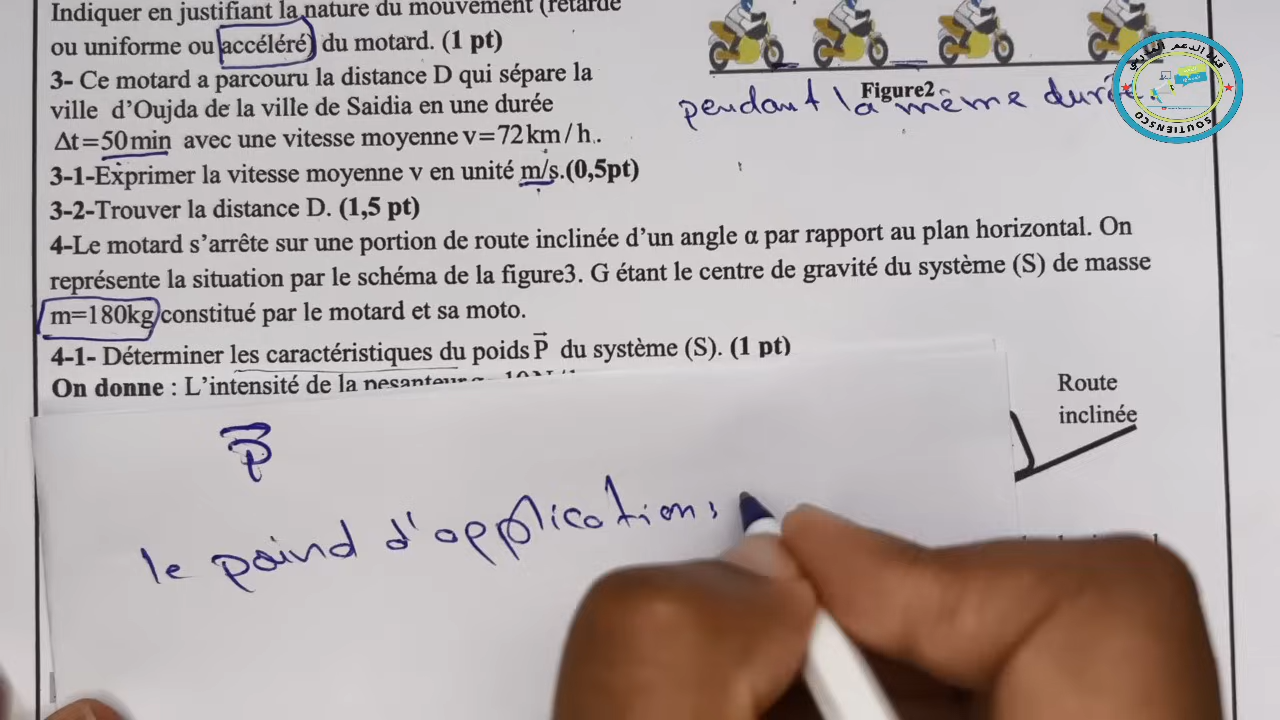 Indiquer en justifiant la nature du mouvement (retardé
ou uniforme ou accéléré) du motard. (1 pt)
3- Ce motard a parcouru la distance D qui sépare la
ville d'Oujda de la ville de Saidia en une durée
Δt=50min avec une vitesse moyenne v=72km/h.
3-1-Exprimer la vitesse moyenne v en unité m/s.(0,5pt)
3-2-Trouver la distance D. (1,5 pt)
Figure2
pendant la même durée.
قناة الدعم المدرسي
SOUTIENSCO
4-Le motard s'arrête sur une portion de route inclinée d'un angle α par rapport au plan horizontal. On
représente la situation par le schéma de la figure3. G étant le centre de gravité du système (S) de masse
m=180kg constitué par le motard et sa moto.
4-1- Déterminer les caractéristiques du poids P⃗ du système (S). (1 pt)
On donne : L'intensité de la pesanteur
Route
inclinée
P⃗
le poind d'application: